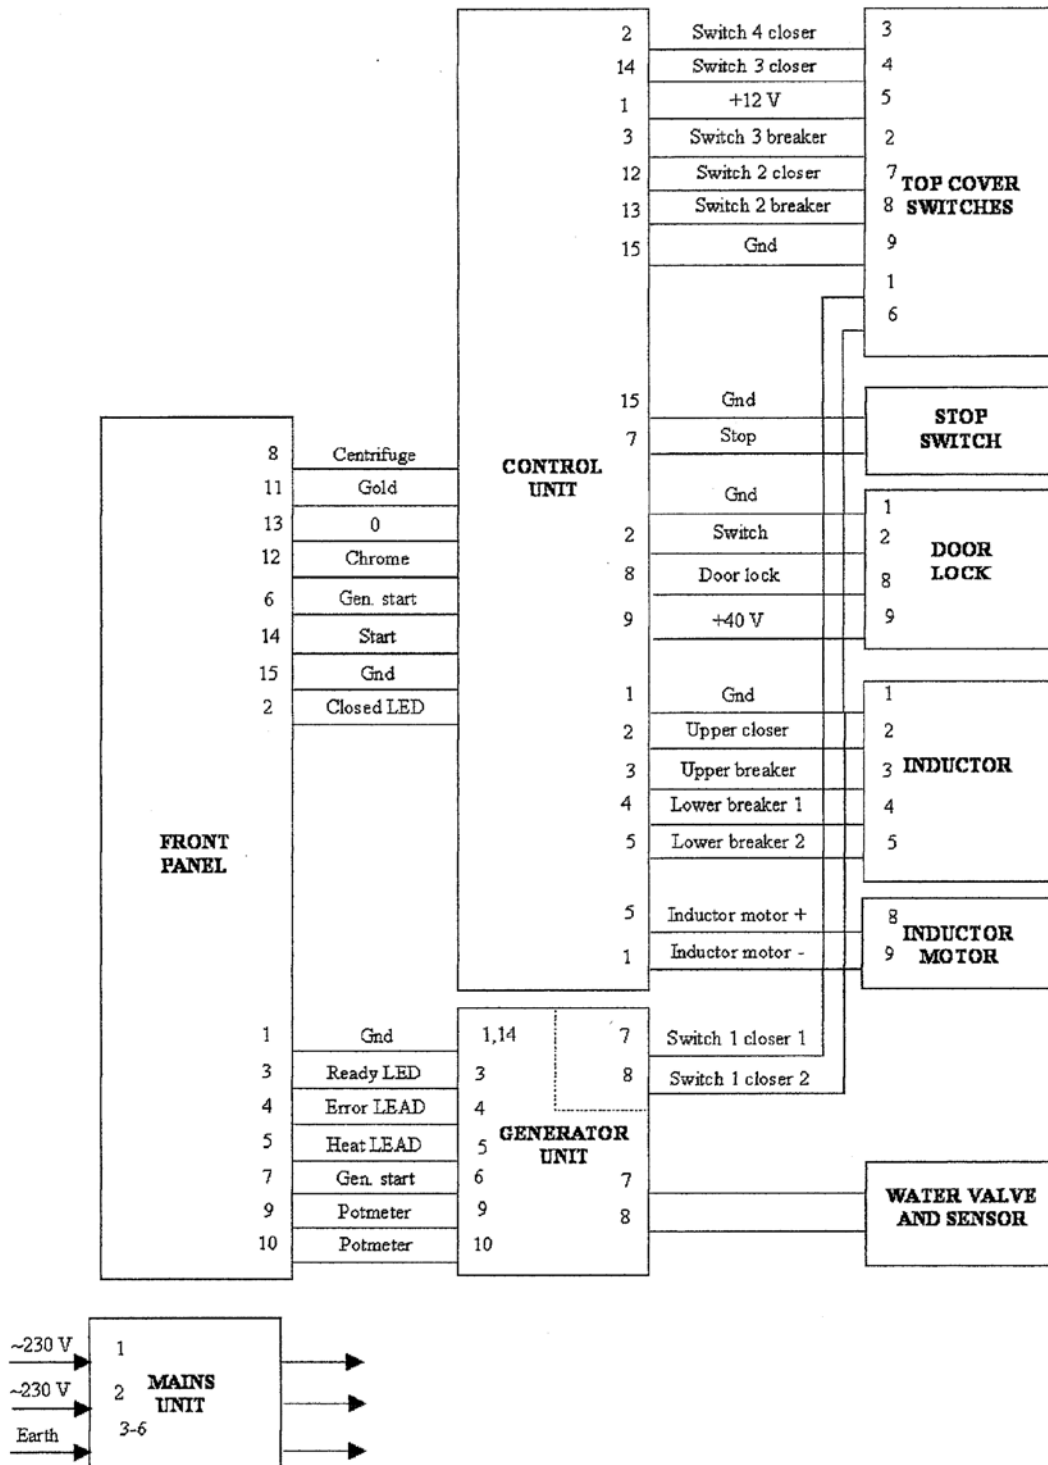 2 Switch 4 closer 3
14 Switch 3 closer 4
1 +12 V 5
3 Switch 3 breaker 2
12 Switch 2 closer 7
13 Switch 2 breaker 8
15 Gnd 9
1
6
TOP COVER
SWITCHES
15 Gnd
7 Stop
STOP
SWITCH
CONTROL
UNIT
Gnd 1
2 Switch 2
8 Door lock 8
9 +40 V 9
DOOR
LOCK
1 Gnd 1
2 Upper closer 2
3 Upper breaker 3
4 Lower breaker 1 4
5 Lower breaker 2 5
INDUCTOR
5 Inductor motor + 8
1 Inductor motor - 9
INDUCTOR
MOTOR
8 Centrifuge
11 Gold
13 0
12 Chrome
6 Gen. start
14 Start
15 Gnd
2 Closed LED
FRONT
PANEL
1 Gnd 1,14
3 Ready LED 3
4 Error LEAD 4
5 Heat LEAD 5
7 Gen. start 6
9 Potmeter 9
10 Potmeter 10
7 Switch 1 closer 1
8 Switch 1 closer 2
GENERATOR
UNIT
7
8
WATER VALVE
AND SENSOR
~230 V 1
~230 V 2
Earth 3-6
MAINS
UNIT